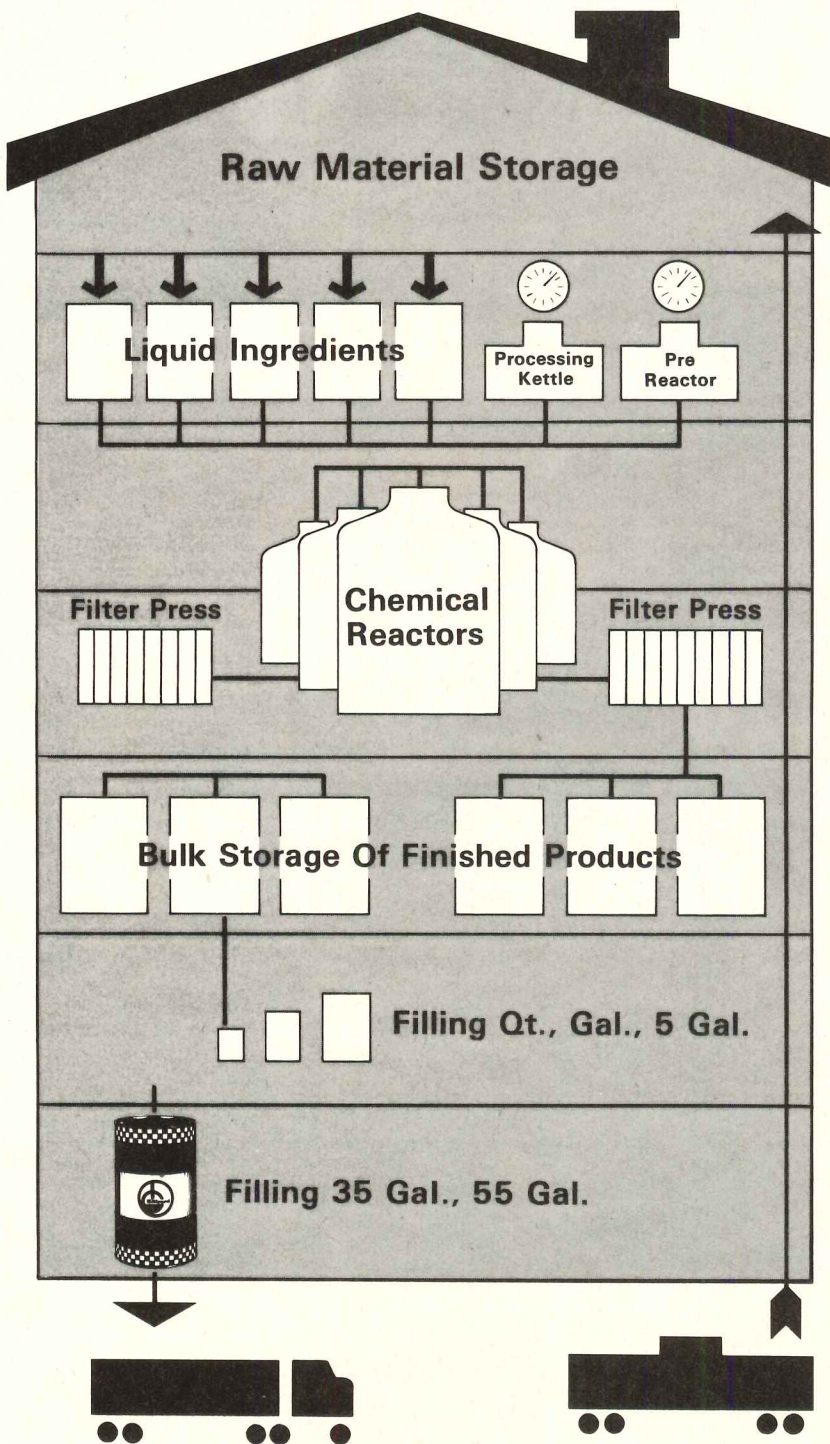 Raw Material Storage
Liquid Ingredients
Processing
Kettle
Pre
Reactor
Chemical
Reactors
Filter Press
Filter Press
Bulk Storage Of Finished Products
Filling Qt., Gal., 5 Gal.
Filling 35 Gal., 55 Gal.